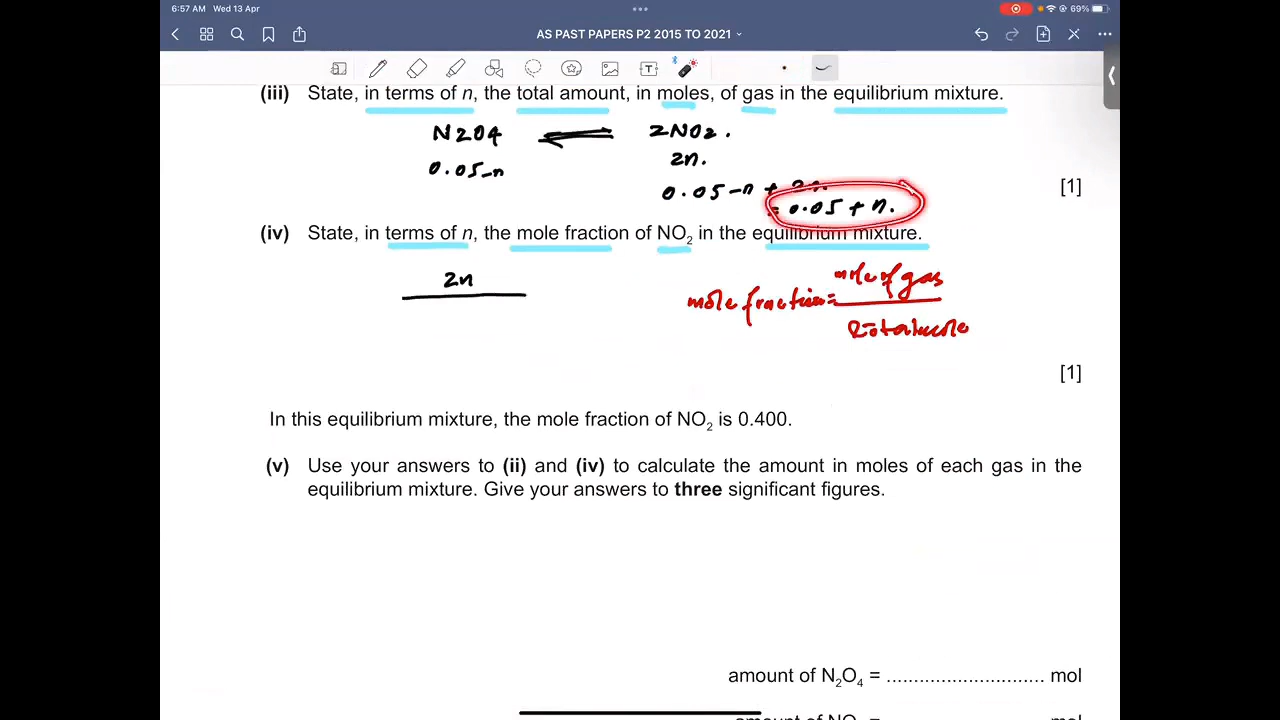 6:57 AM Wed 13 Apr
69%
AS PAST PAPERS P2 2015 TO 2021
(iii) State, in terms of n, the total amount, in moles, of gas in the equilibrium mixture.
N2O4 ⇌ 2NO2.
0.05-n 2n.
0.05-n + 2n
= 0.05 + n.
[1]
(iv) State, in terms of n, the mole fraction of NO2 in the equilibrium mixture.
2n
mole fraction = mole of gas
[1]
In this equilibrium mixture, the mole fraction of NO2 is 0.400.
(v) Use your answers to (ii) and (iv) to calculate the amount in moles of each gas in the
equilibrium mixture. Give your answers to three significant figures.
amount of N2O4 = ............................. mol